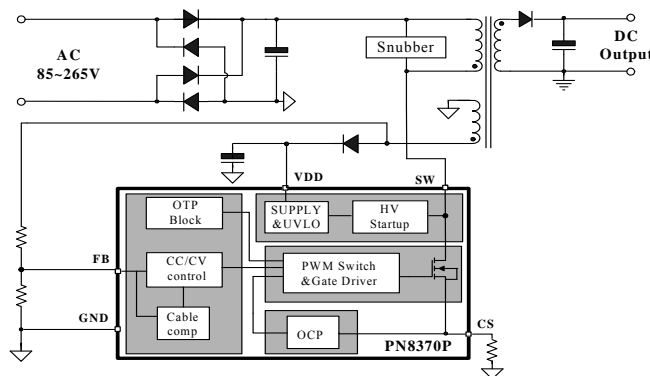 Snubber
AC
85~265V
DC
Output
VDD
SW
OTP
Block
SUPPLY
&UVLO
HV
Startup
FB
CC/CV
control
PWM Switch
&Gate Driver
GND
Cable
comp
OCP
CS
PN8370P